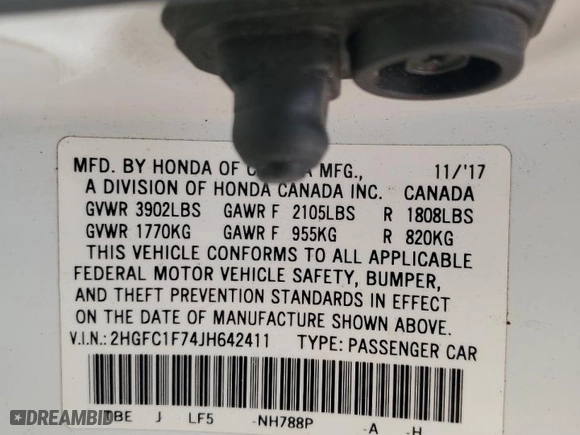 MFD. BY HONDA OF MFG., 11/'17
A DIVISION OF HONDA CANADA INC. CANADA
GVWR 3902LBS GAWR F 2105LBS R 1808LBS
GVWR 1770KG GAWR F 955KG R 820KG
THIS VEHICLE CONFORMS TO ALL APPLICABLE
FEDERAL MOTOR VEHICLE SAFETY, BUMPER,
AND THEFT PREVENTION STANDARDS IN EFFECT
ON THE DATE OF MANUFACTURE SHOWN ABOVE.
V.I.N.:2HGFC1F74JH642411 TYPE: PASSENGER CAR
TBE J LF5 -NH788P -A -H
DREAMBID